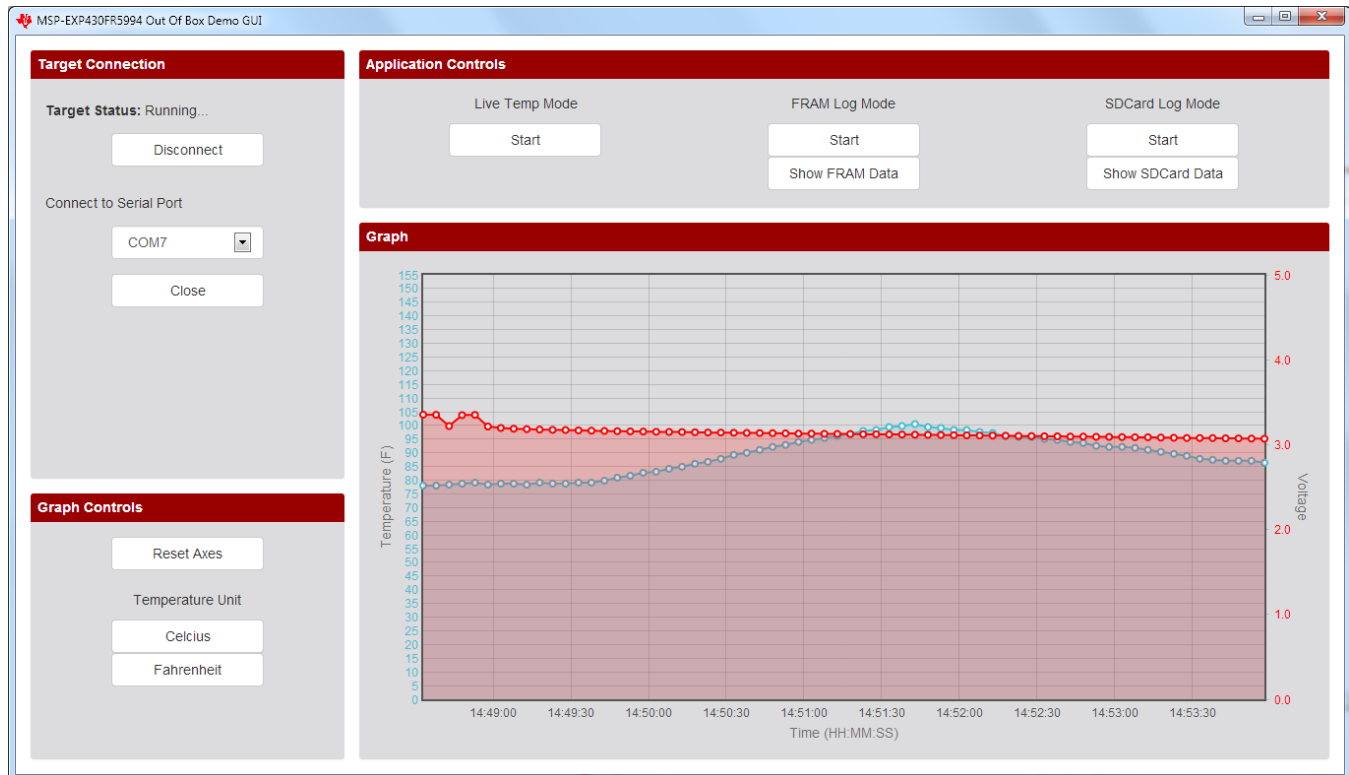 MSP-EXP430FR5994 Out Of Box Demo GUI
Target Connection
Target Status: Running...
Disconnect
Connect to Serial Port
COM7
Close
Graph Controls
Reset Axes
Temperature Unit
Celcius
Fahrenheit
Application Controls
Live Temp Mode
FRAM Log Mode
SDCard Log Mode
Start
Start
Start
Show FRAM Data
Show SDCard Data
Graph
155
150
145
140
135
130
125
120
115
110
105
100
95
90
85
80
75
70
65
60
55
50
45
40
35
30
25
20
15
10
5
0
Temperature (F)
5.0
4.0
3.0
2.0
1.0
0.0
Voltage
14:49:00 14:49:30 14:50:00 14:50:30 14:51:00 14:51:30 14:52:00 14:52:30 14:53:00 14:53:30
Time (HH:MM:SS)